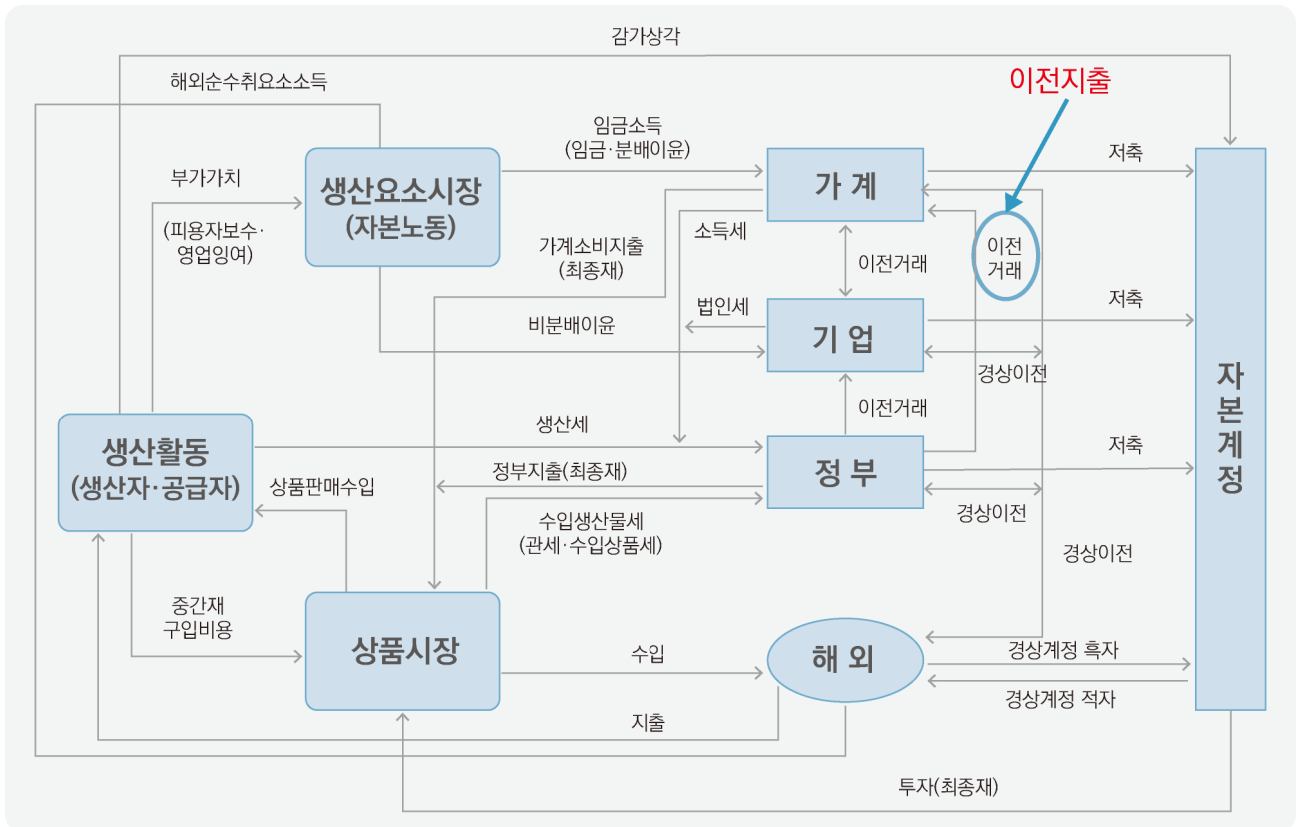 감가상각
해외순수취요소소득
이전지출
임금소득
(임금·분배이윤)
저축
부가가치
(피용자보수·
영업잉여)
생산요소시장
(자본노동)
가 계
소득세
가계소비지출
(최종재)
이전거래
이전
거래
저축
법인세
비분배이윤
기 업
경상이전
자
본
계
정
이전거래
생산세
저축
생산활동
(생산자·공급자)
상품판매수입
정부지출(최종재)
정 부
경상이전
수입생산물세
(관세·수입상품세)
경상이전
중간재
구입비용
상품시장
수입
해 외
경상계정 흑자
경상계정 적자
지출
투자(최종재)